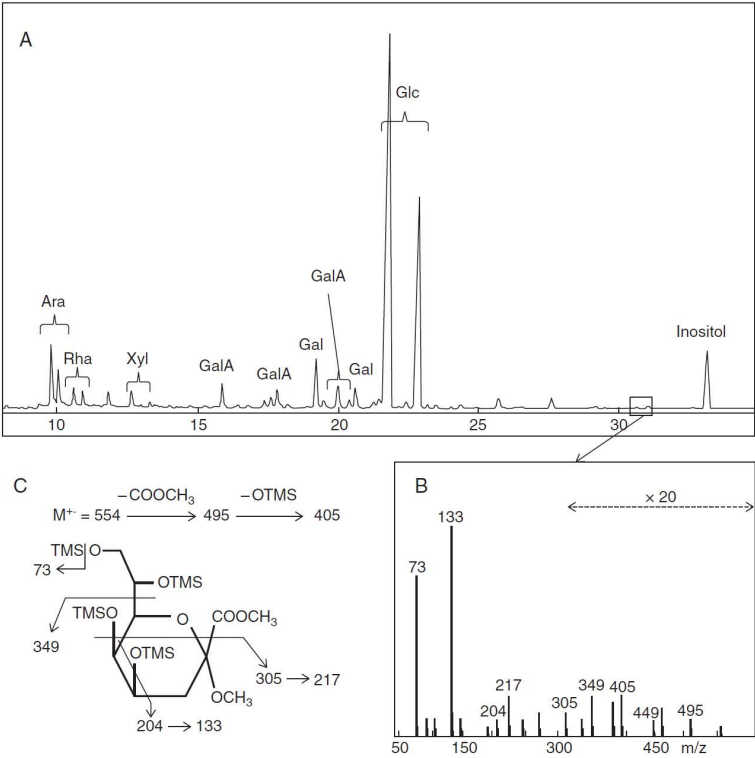 A
Glc
GalA
Ara
Gal
Inositol
Rha
Xyl
GalA
GalA
Gal
10 15 20 25 30
C
–COOCH3 –OTMS
M+· = 554 495 405
TMS O
73
OTMS
TMSO
O
COOCH3
349
OTMS
305 217
OCH3
204 133
B
× 20
133
73
217
204
305
349
405
449
495
50 150 300 450 m/z